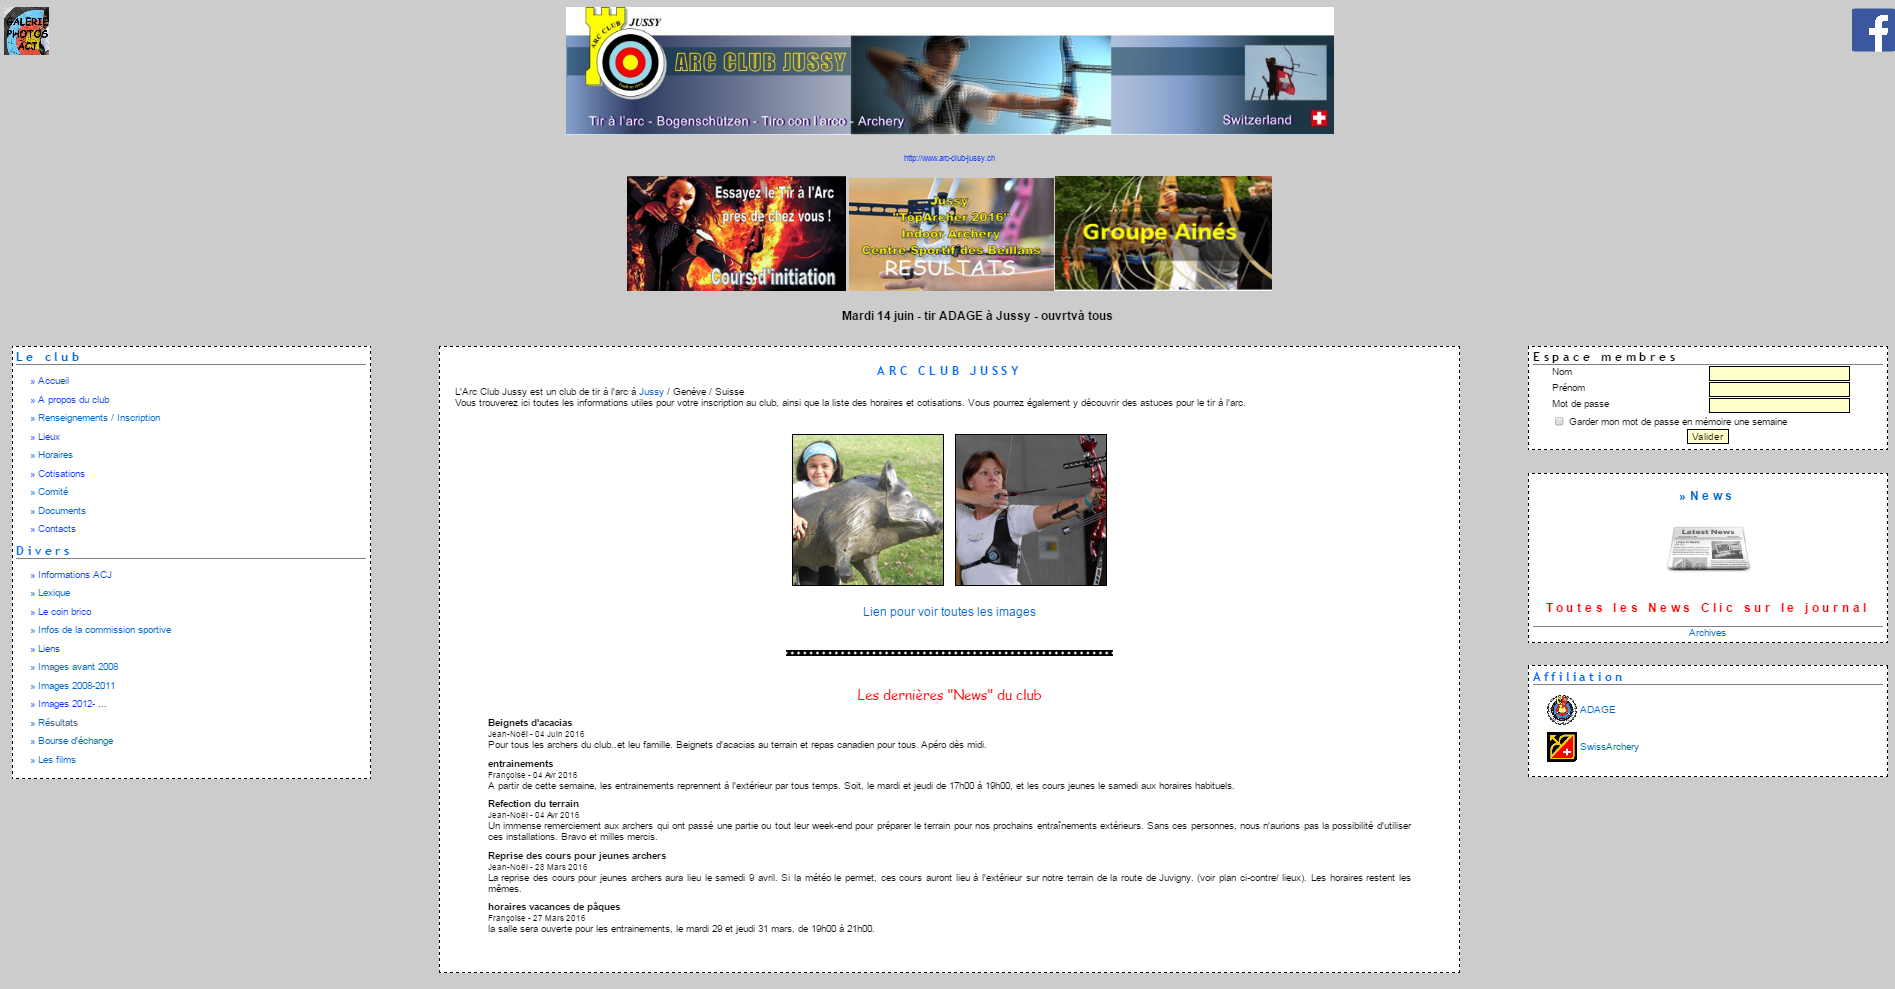 GALERIE
PHOTOS
ACJ
ARC CLUB JUSSY
ARC CLUB JUSSY
Tir à l'arc - Bogenschützen - Tiro con l'arco - Archery
Switzerland
http://www.arc-club-jussy.ch
Essayez le Tir à l'Arc
près de chez vous !
Cours d'initiation
Jussy
"TopArcher 2016"
Indoor Archery
Centre Sportif des Beillans
RESULTATS
Groupe Ainés
Mardi 14 juin - tir ADAGE à Jussy - ouvrtvà tous
Le club
» Accueil
» A propos du club
» Renseignements / Inscription
» Lieux
» Horaires
» Cotisations
» Comité
» Documents
» Contacts
Divers
» Informations ACJ
» Lexique
» Le coin brico
» Infos de la commission sportive
» Liens
» Images avant 2008
» Images 2008-2011
» Images 2012- ...
» Résultats
» Bourse d'échange
» Les films
ARC CLUB JUSSY
L'Arc Club Jussy est un club de tir à l'arc à Jussy / Genève / Suisse
Vous trouverez ici toutes les informations utiles pour votre inscription au club, ainsi que la liste des horaires et cotisations. Vous pourrez également y découvrir des astuces pour le tir à l'arc.
Lien pour voir toutes les images
Les dernières "News" du club
Beignets d'acacias
Jean-Noël - 04 Juin 2016
Pour tous les archers du club..et leu famille. Beignets d'acacias au terrain et repas canadien pour tous. Apéro dès midi.
entrainements
Françoise - 04 Avr 2016
A partir de cette semaine, les entrainements reprennent à l'extérieur par tous temps. Soit, le mardi et jeudi de 17h00 à 19h00, et les cours jeunes le samedi aux horaires habituels.
Refection du terrain
Jean-Noël - 04 Avr 2016
Un immense remerciement aux archers qui ont passé une partie ou tout leur week-end pour préparer le terrain pour nos prochains entraînements extérieurs. Sans ces personnes, nous n'aurions pas la possibilité d'utiliser
ces installations. Bravo et milles mercis.
Reprise des cours pour jeunes archers
Jean-Noël - 28 Mars 2016
La reprise des cours pour jeunes archers aura lieu le samedi 9 avril. Si la météo le permet, ces cours auront lieu à l'extérieur sur notre terrain de la route de Juvigny. (voir plan ci-contre/ lieux). Les horaires restent les
mêmes.
horaires vacances de pâques
Françoise - 27 Mars 2016
la salle sera ouverte pour les entrainements, le mardi 29 et jeudi 31 mars, de 19h00 à 21h00.
Espace membres
Nom
Prénom
Mot de passe
Garder mon mot de passe en mémoire une semaine
Valider
» News
Latest News
Toutes les News Clic sur le journal
Archives
Affiliation
ADAGE
SwissArchery